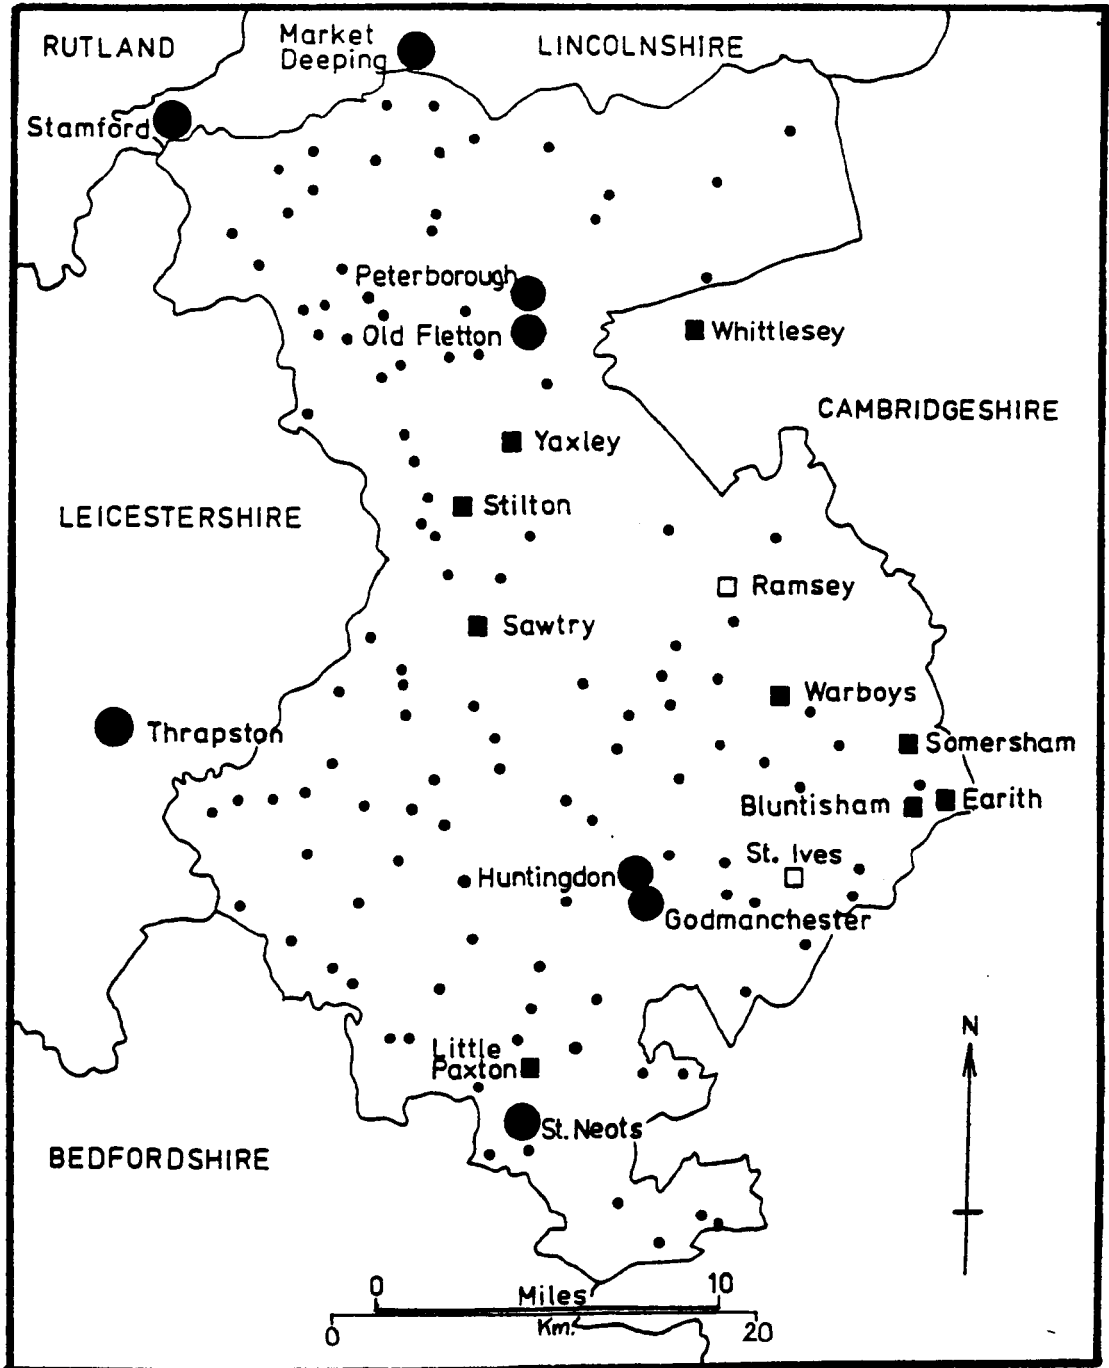 RUTLAND
Market
Deeping
LINCOLNSHIRE
Stamford
Peterborough
Old Fletton
Whittlesey
CAMBRIDGESHIRE
Yaxley
Stilton
LEICESTERSHIRE
Ramsey
Sawtry
Warboys
Thrapston
Somersham
Bluntisham
Earith
St. Ives
Huntingdon
Godmanchester
N
Little
Paxton
St. Neots
BEDFORDSHIRE
0 10
Miles
Km.
0 20